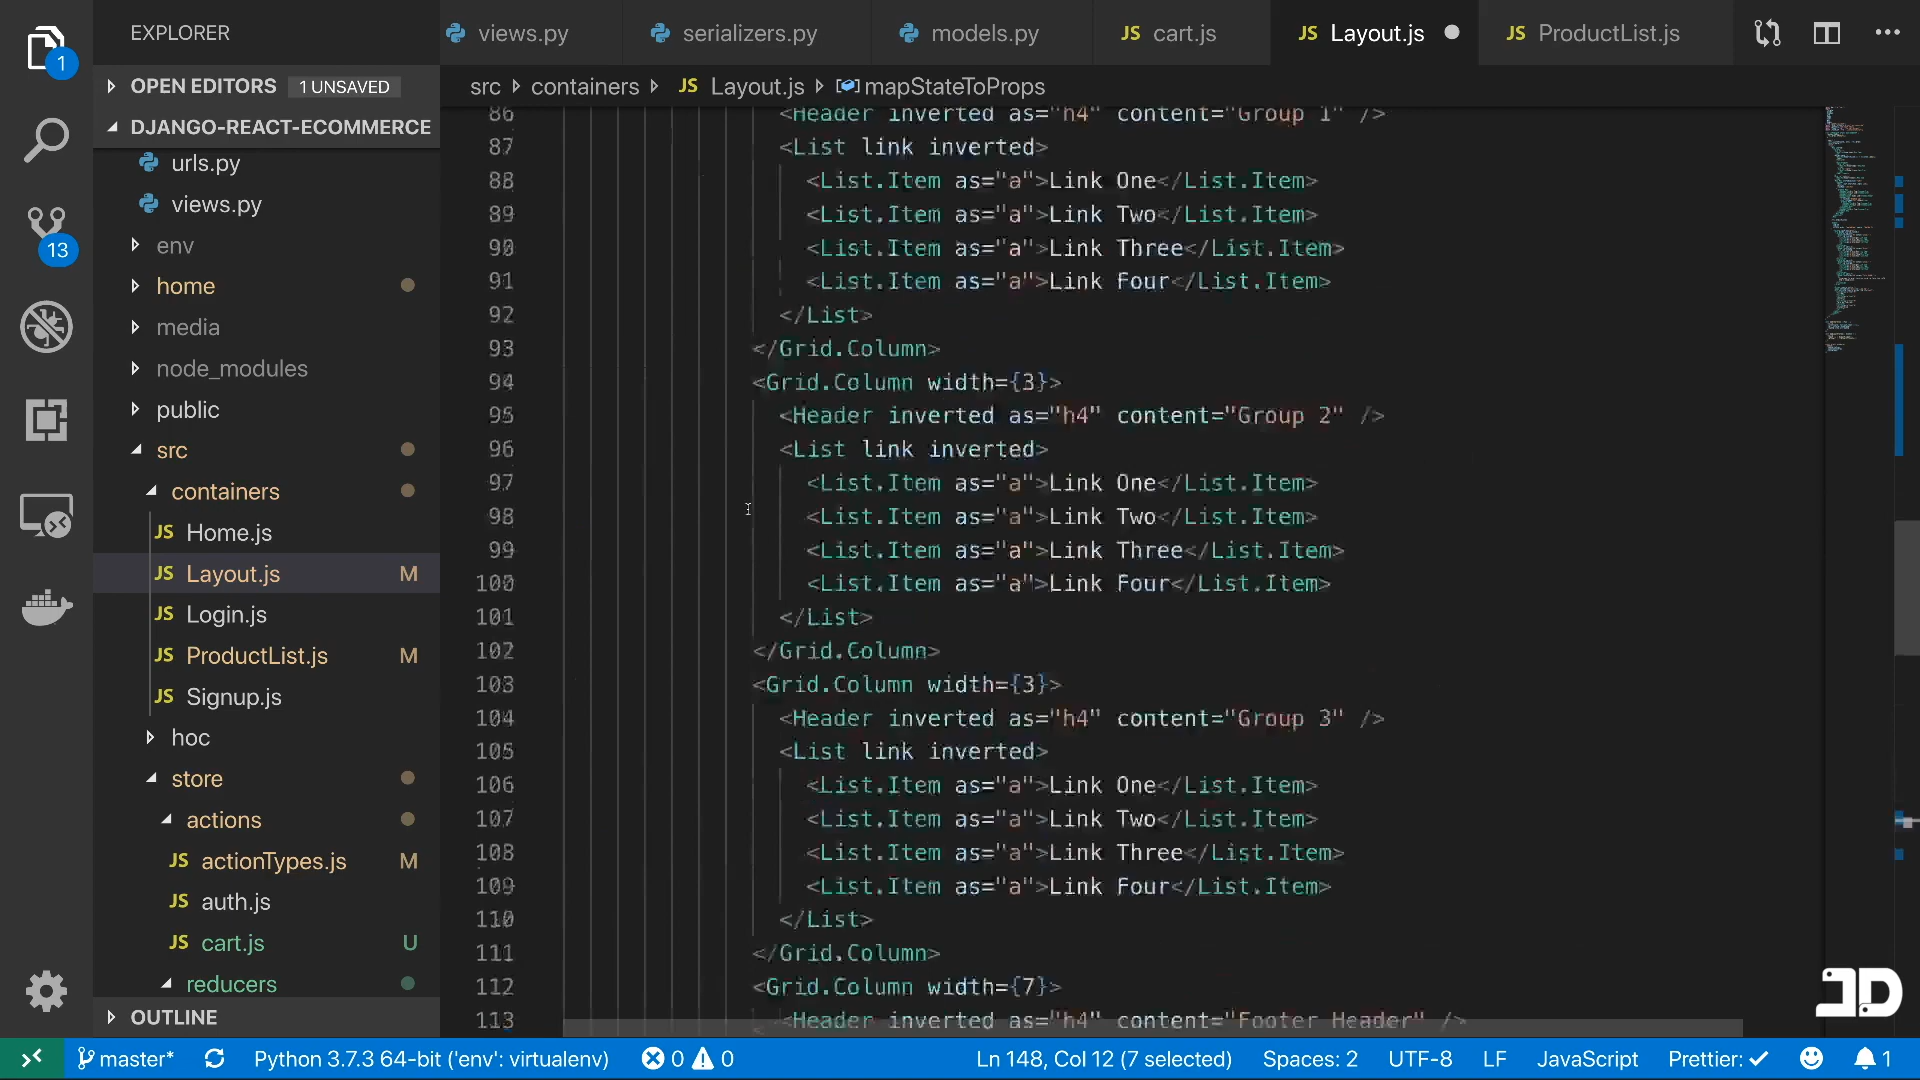 EXPLORER
views.py
serializers.py
models.py
JS cart.js
JS Layout.js
JS ProductList.js
1
OPEN EDITORS 1 UNSAVED
src containers JS Layout.js mapStateToProps
DJANGO-REACT-ECOMMERCE
urls.py
views.py
env
home
media
node_modules
public
src
containers
JS Home.js
JS Layout.js M
JS Login.js
JS ProductList.js M
JS Signup.js
hoc
store
actions
JS actionTypes.js M
JS auth.js
JS cart.js U
reducers
OUTLINE
13
86 <Header inverted as="h4" content="Group 1" />
87 <List link inverted>
88 <List.Item as="a">Link One</List.Item>
89 <List.Item as="a">Link Two</List.Item>
90 <List.Item as="a">Link Three</List.Item>
91 <List.Item as="a">Link Four</List.Item>
92 </List>
93 </Grid.Column>
94 <Grid.Column width={3}>
95 <Header inverted as="h4" content="Group 2" />
96 <List link inverted>
97 <List.Item as="a">Link One</List.Item>
98 <List.Item as="a">Link Two</List.Item>
99 <List.Item as="a">Link Three</List.Item>
100 <List.Item as="a">Link Four</List.Item>
101 </List>
102 </Grid.Column>
103 <Grid.Column width={3}>
104 <Header inverted as="h4" content="Group 3" />
105 <List link inverted>
106 <List.Item as="a">Link One</List.Item>
107 <List.Item as="a">Link Two</List.Item>
108 <List.Item as="a">Link Three</List.Item>
109 <List.Item as="a">Link Four</List.Item>
110 </List>
111 </Grid.Column>
112 <Grid.Column width={7}>
113 <Header inverted as="h4" content="Footer Header" />
JD
master* Python 3.7.3 64-bit ('env': virtualenv) 0 0 Ln 148, Col 12 (7 selected) Spaces: 2 UTF-8 LF JavaScript Prettier: ✓ 1